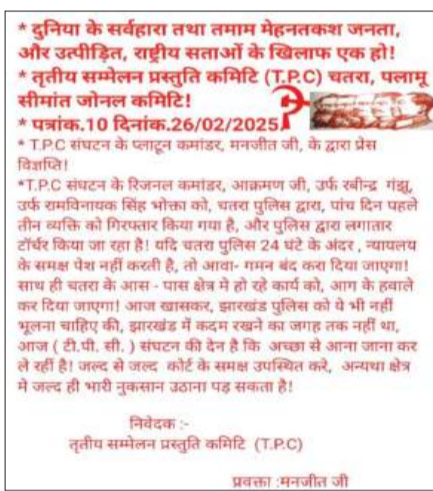 * दुनिया के सर्वहारा तथा तमाम मेहनतकश जनता,
और उत्पीड़ित, राष्ट्रीय सताओं के खिलाफ एक हो!
* तृतीय सम्मेलन प्रस्तुति कमिटि (T.P.C) चतरा, पलामू
सीमांत जोनल कमिटि!
* पत्रांक.10 दिनांक.26/02/2025
* T.P.C संघटन के प्लाटून कमांडर, मनजीत जी, के द्वारा प्रेस
विज्ञप्ति!
*T.P.C संघटन के रिजनल कमांडर, आक्रमण जी, उर्फ रबीन्द्र गंझू,
उर्फ रामविनायक सिंह भोक्ता को, चतरा पुलिस द्वारा, पांच दिन पहले
तीन व्यक्ति को गिरफ्तार किया गया है, और पुलिस द्वारा लगातार
टॉर्चर किया जा रहा है! यदि चतरा पुलिस 24 घंटे के अंदर , न्यायलय
के समक्ष पेश नहीं करती है, तो आवा- गमन बंद करा दिया जाएगा!
साथ ही चतरा के आस - पास क्षेत्र मे हो रहे कार्य को, आग के हवाले
कर दिया जाएगा! आज खासकर, झारखंड पुलिस को ये भी नहीं
भूलना चाहिए की, झारखंड में कदम रखने का जगह तक नहीं था,
आज ( टी.पी. सी. ) संघटन की देन है कि अच्छा से आना जाना कर
ले रहीं है! जल्द से जल्द कोर्ट के समक्ष उपस्थित करे, अन्यथा क्षेत्र
मे जल्द ही भारी नुकसान उठाना पड़ सकता है!
निवेदक :-
तृतीय सम्मेलन प्रस्तुति कमिटि (T.P.C)
प्रवक्ता :मनजीत जी